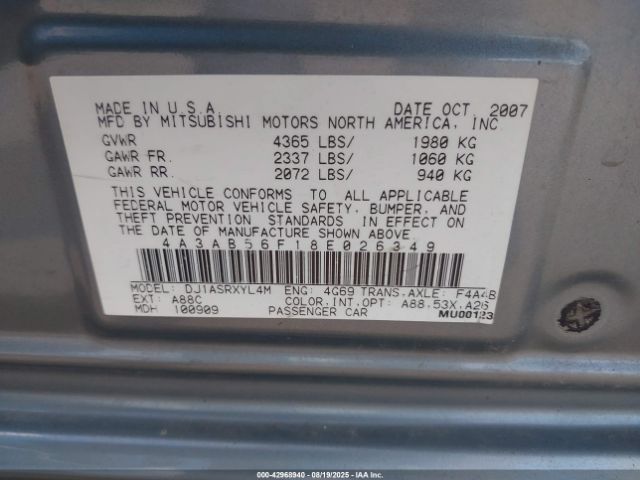 MADE IN U.S.A. DATE OCT. 2007
MFD BY MITSUBISHI MOTORS NORTH AMERICA, INC
GVWR 4365 LBS/ 1980 KG
GAWR FR. 2337 LBS/ 1060 KG
GAWR RR. 2072 LBS/ 940 KG
THIS VEHICLE CONFORMS TO ALL APPLICABLE
FEDERAL MOTOR VEHICLE SAFETY, BUMPER, AND
THEFT PREVENTION STANDARDS IN EFFECT ON
THE DATE OF MANUFACTURE SHOWN ABOVE
4A3AB56F18E026349
MODEL: DJ1ASRXYL4M ENG: 4G69 TRANS.AXLE: F4A4B
EXT: A88C COLOR.INT.OPT: A88.53X.A26
MDH 100909 PASSENGER CAR MU00123
000-42968940 - 08/19/2025 - IAAI.COM